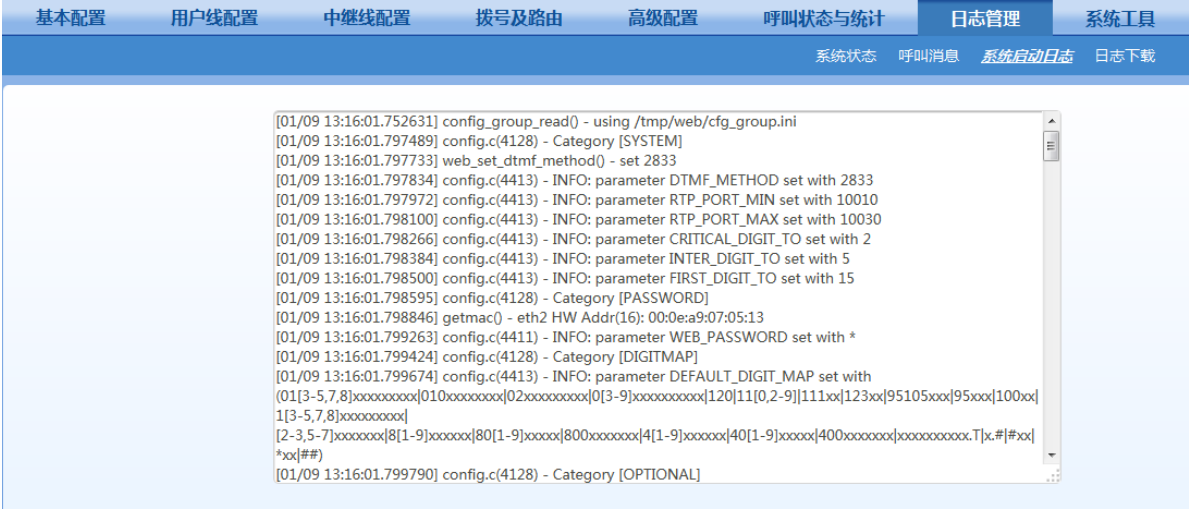 基本配置 用户线配置 中继线配置 拨号及路由 高级配置 呼叫状态与统计 日志管理 系统工具
系统状态 呼叫消息 系统启动日志 日志下载
[01/09 13:16:01.752631] config_group_read() - using /tmp/web/cfg_group.ini
[01/09 13:16:01.797489] config.c(4128) - Category [SYSTEM]
[01/09 13:16:01.797733] web_set_dtmf_method() - set 2833
[01/09 13:16:01.797834] config.c(4413) - INFO: parameter DTMF_METHOD set with 2833
[01/09 13:16:01.797972] config.c(4413) - INFO: parameter RTP_PORT_MIN set with 10010
[01/09 13:16:01.798100] config.c(4413) - INFO: parameter RTP_PORT_MAX set with 10030
[01/09 13:16:01.798266] config.c(4413) - INFO: parameter CRITICAL_DIGIT_TO set with 2
[01/09 13:16:01.798384] config.c(4413) - INFO: parameter INTER_DIGIT_TO set with 5
[01/09 13:16:01.798500] config.c(4413) - INFO: parameter FIRST_DIGIT_TO set with 15
[01/09 13:16:01.798595] config.c(4128) - Category [PASSWORD]
[01/09 13:16:01.798846] getmac() - eth2 HW Addr(16): 00:0e:a9:07:05:13
[01/09 13:16:01.799263] config.c(4411) - INFO: parameter WEB_PASSWORD set with *
[01/09 13:16:01.799424] config.c(4128) - Category [DIGITMAP]
[01/09 13:16:01.799674] config.c(4413) - INFO: parameter DEFAULT_DIGIT_MAP set with
(01[3-5,7,8]xxxxxxxxx|010xxxxxxxx|02xxxxxxxxx|0[3-9]xxxxxxxxxx|120|11[0,2-9]|111xx|123xx|95105xxx|95xxx|100xx|
1[3-5,7,8]xxxxxxxxx|
[2-3,5-7]xxxxxxx|8[1-9]xxxxxx|80[1-9]xxxxx|800xxxxxxx|4[1-9]xxxxxx|40[1-9]xxxxx|400xxxxxxx|xxxxxxxxxx.T|x.#|#xx|
*xx|##)
[01/09 13:16:01.799790] config.c(4128) - Category [OPTIONAL]